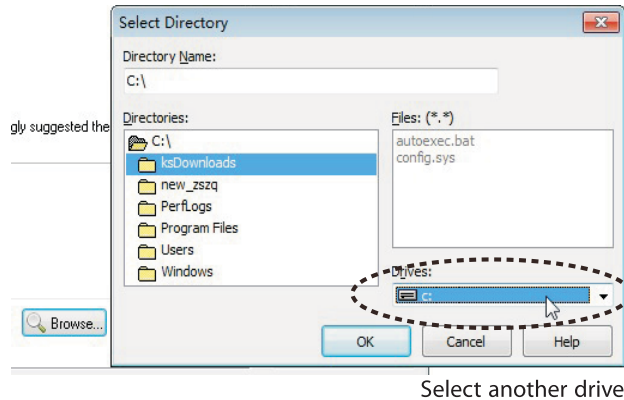 Select Directory
Directory Name:
C:\
gly suggested the
Directories:
Files: (*.*)
C:\
ksDownloads
new_zszq
PerfLogs
Program Files
Users
Windows
autoexec.bat
config.sys
Drives:
c:
Browse...
OK
Cancel
Help
Select another drive